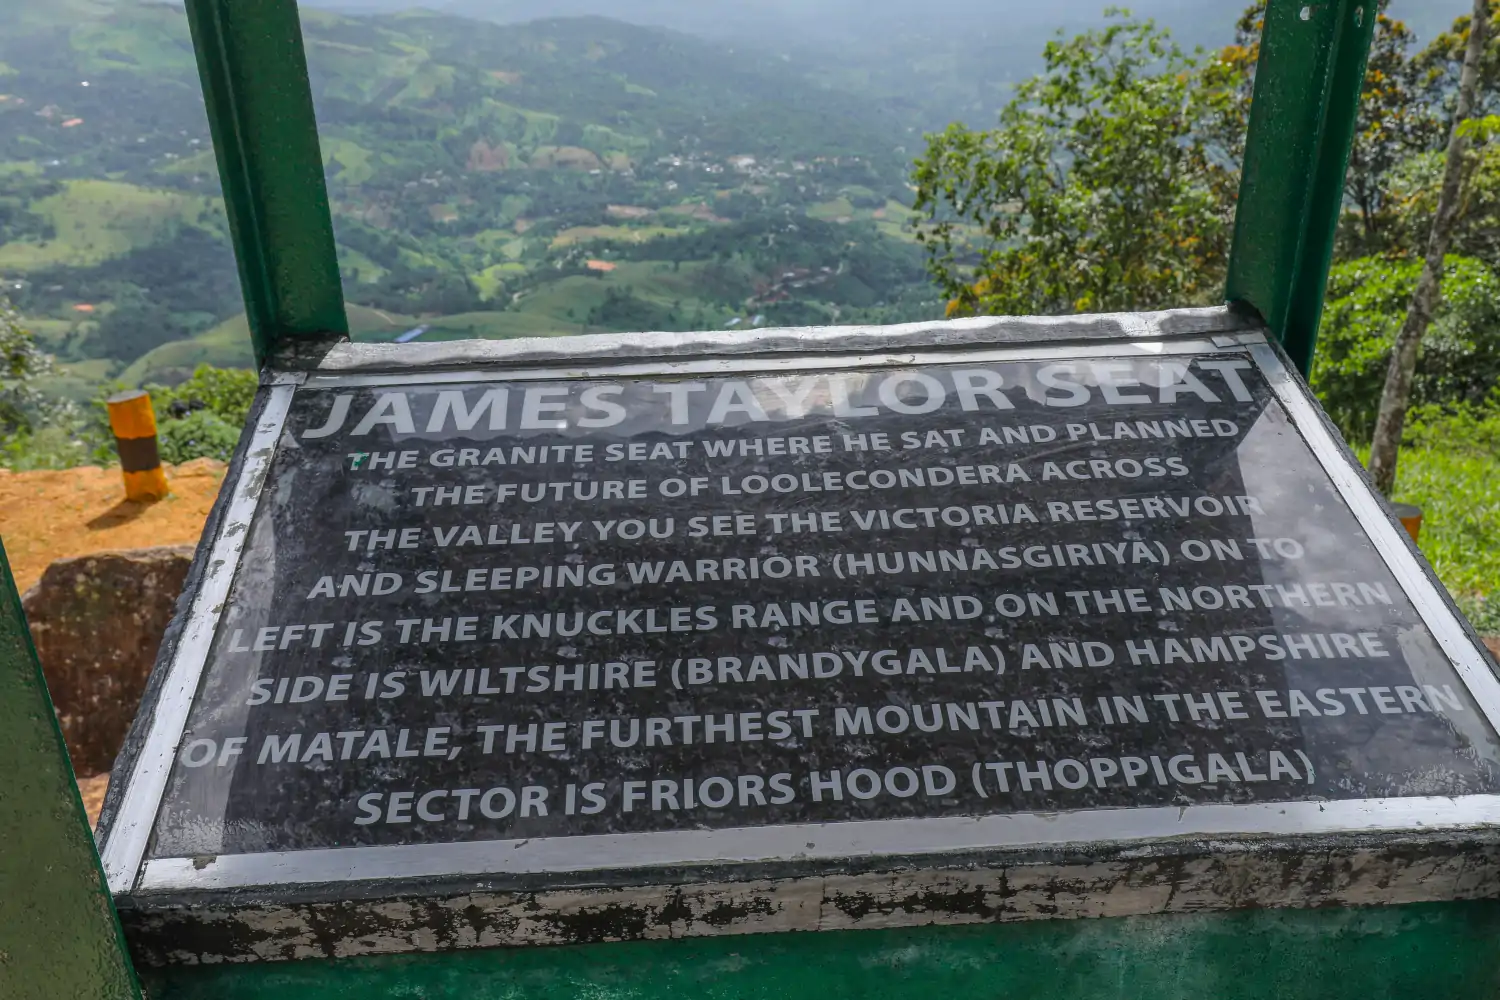 JAMES TAYLOR SEAT
THE GRANITE SEAT WHERE HE SAT AND PLANNED
THE FUTURE OF LOOLECONDERA ACROSS
THE VALLEY YOU SEE THE VICTORIA RESERVOIR
AND SLEEPING WARRIOR (HUNNASGIRIYA) ON TO
LEFT IS THE KNUCKLES RANGE AND ON THE NORTHERN
SIDE IS WILTSHIRE (BRANDYGALA) AND HAMPSHIRE
OF MATALE, THE FURTHEST MOUNTAIN IN THE EASTERN
SECTOR IS FRIORS HOOD (THOPPIGALA)